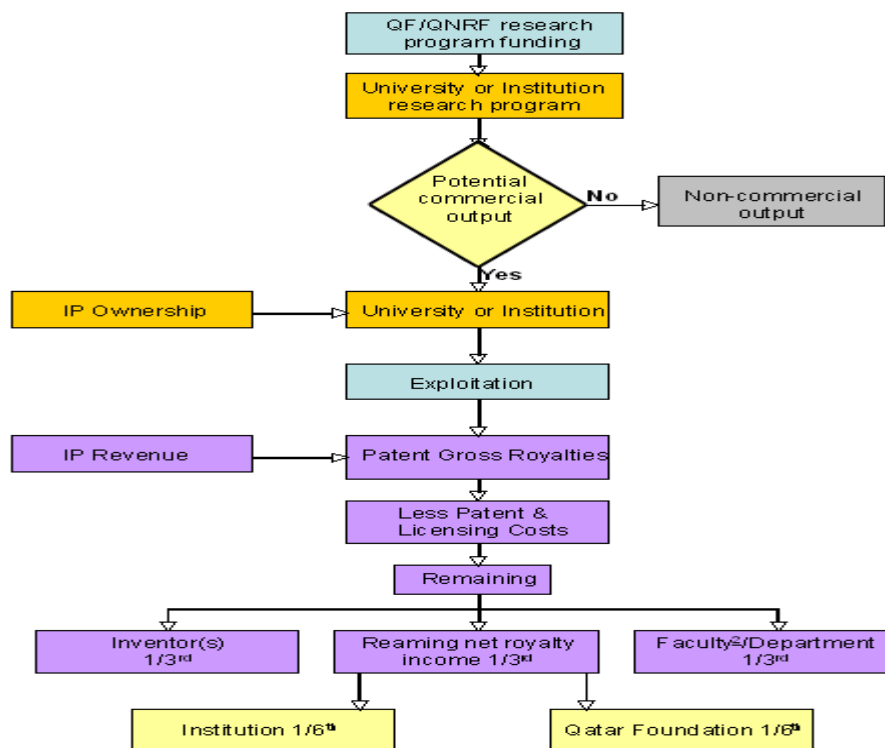 QF/QNRF research
program funding
University or Institution
research program
Potential
commercial
output
No
Non-commercial
output
Yes
IP Ownership
University or Institution
Exploitation
IP Revenue
Patent Gross Royalties
Less Patent &
Licensing Costs
Remaining
Inventor(s)
1/3rd
Reaming net royalty
income 1/3rd
Faculty2/Department
1/3rd
Institution 1/6th
Qatar Foundation 1/6th